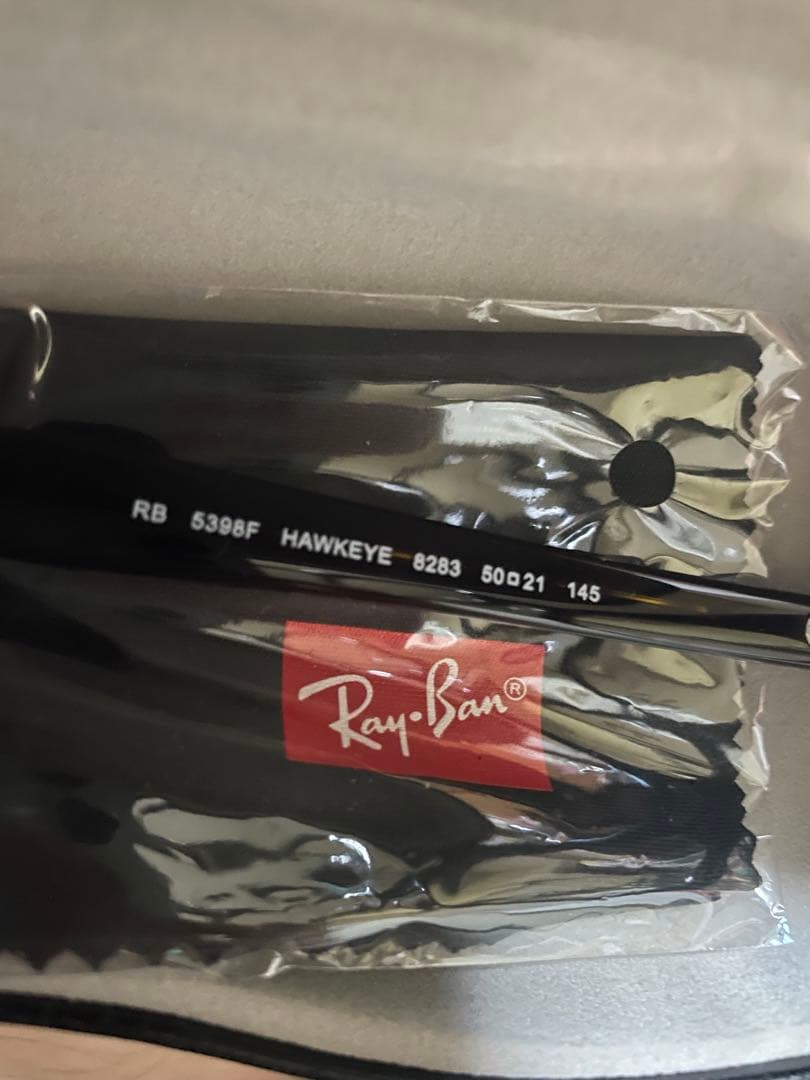 RB 5398F HAWKEYE 8283 50□21 145
Ray-Ban®